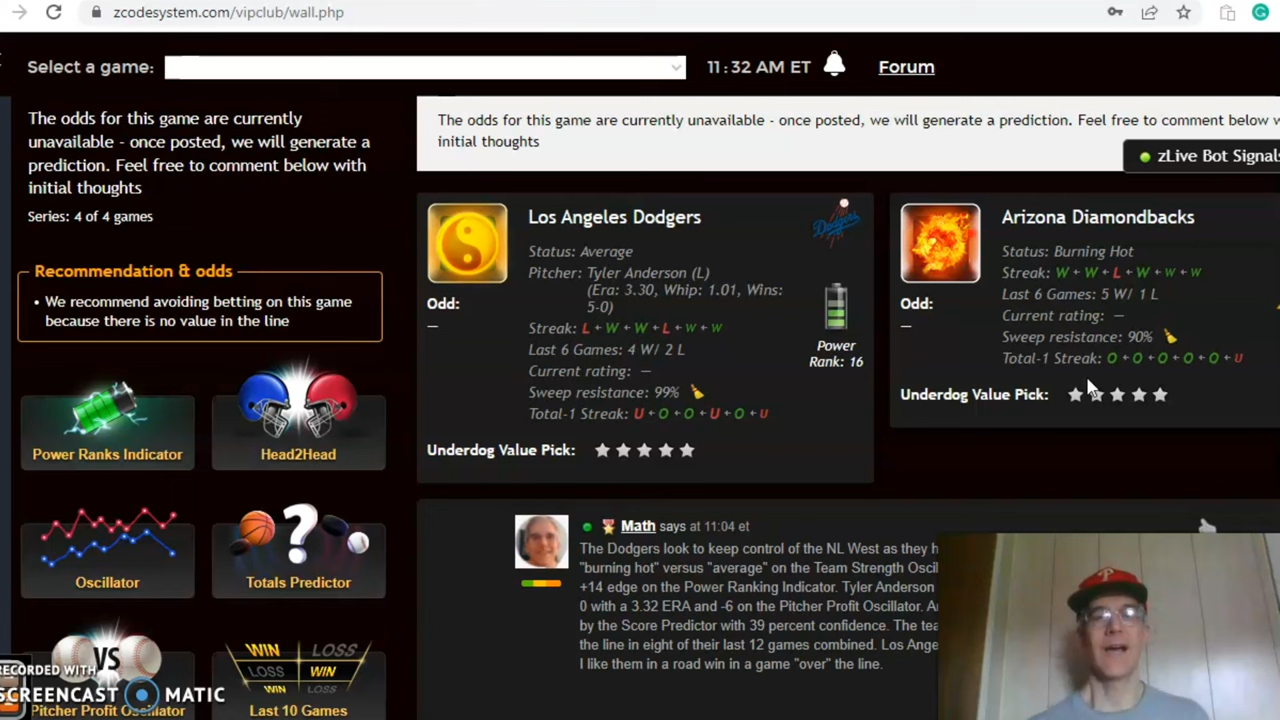 zcodesystem.com/vipclub/wall.php
Select a game:
11:32 AM ET
Forum
The odds for this game are currently
unavailable - once posted, we will generate a
prediction. Feel free to comment below with
initial thoughts
Series: 4 of 4 games
Recommendation & odds
• We recommend avoiding betting on this game
because there is no value in the line
Power Ranks Indicator
Head2Head
Oscillator
Totals Predictor
VS
WIN LOSS
LOSS WIN
WIN LOSS
Pitcher Profit Oscillator
Last 10 Games
RECORDED WITH
SCREENCAST MATIC
The odds for this game are currently unavailable - once posted, we will generate a prediction. Feel free to comment below
initial thoughts
zLive Bot Signals
Los Angeles Dodgers
Dodgers
Status: Average
Pitcher: Tyler Anderson (L)
(Era: 3.30, Whip: 1.01, Wins:
5-0)
Odd:
—
Streak: L - W - W - L - W - W
Last 6 Games: 4 W/ 2 L
Current rating: —
Sweep resistance: 99%
Total-1 Streak: U - O - O - U - O - U
Power
Rank: 16
Underdog Value Pick:
Arizona Diamondbacks
Status: Burning Hot
Streak: W - W - L - W - W - W
Last 6 Games: 5 W/ 1 L
Odd:
—
Current rating: —
Sweep resistance: 90%
Total-1 Streak: O - O - O - O - O - U
Underdog Value Pick:
Math says at 11:04 et
The Dodgers look to keep control of the NL West as they h
"burning hot" versus "average" on the Team Strength Oscil
+14 edge on the Power Ranking Indicator. Tyler Anderson
0 with a 3.32 ERA and -6 on the Pitcher Profit Oscillator. A
by the Score Predictor with 39 percent confidence. The tea
the line in eight of their last 12 games combined. Los Ange
I like them in a road win in a game "over" the line.
P